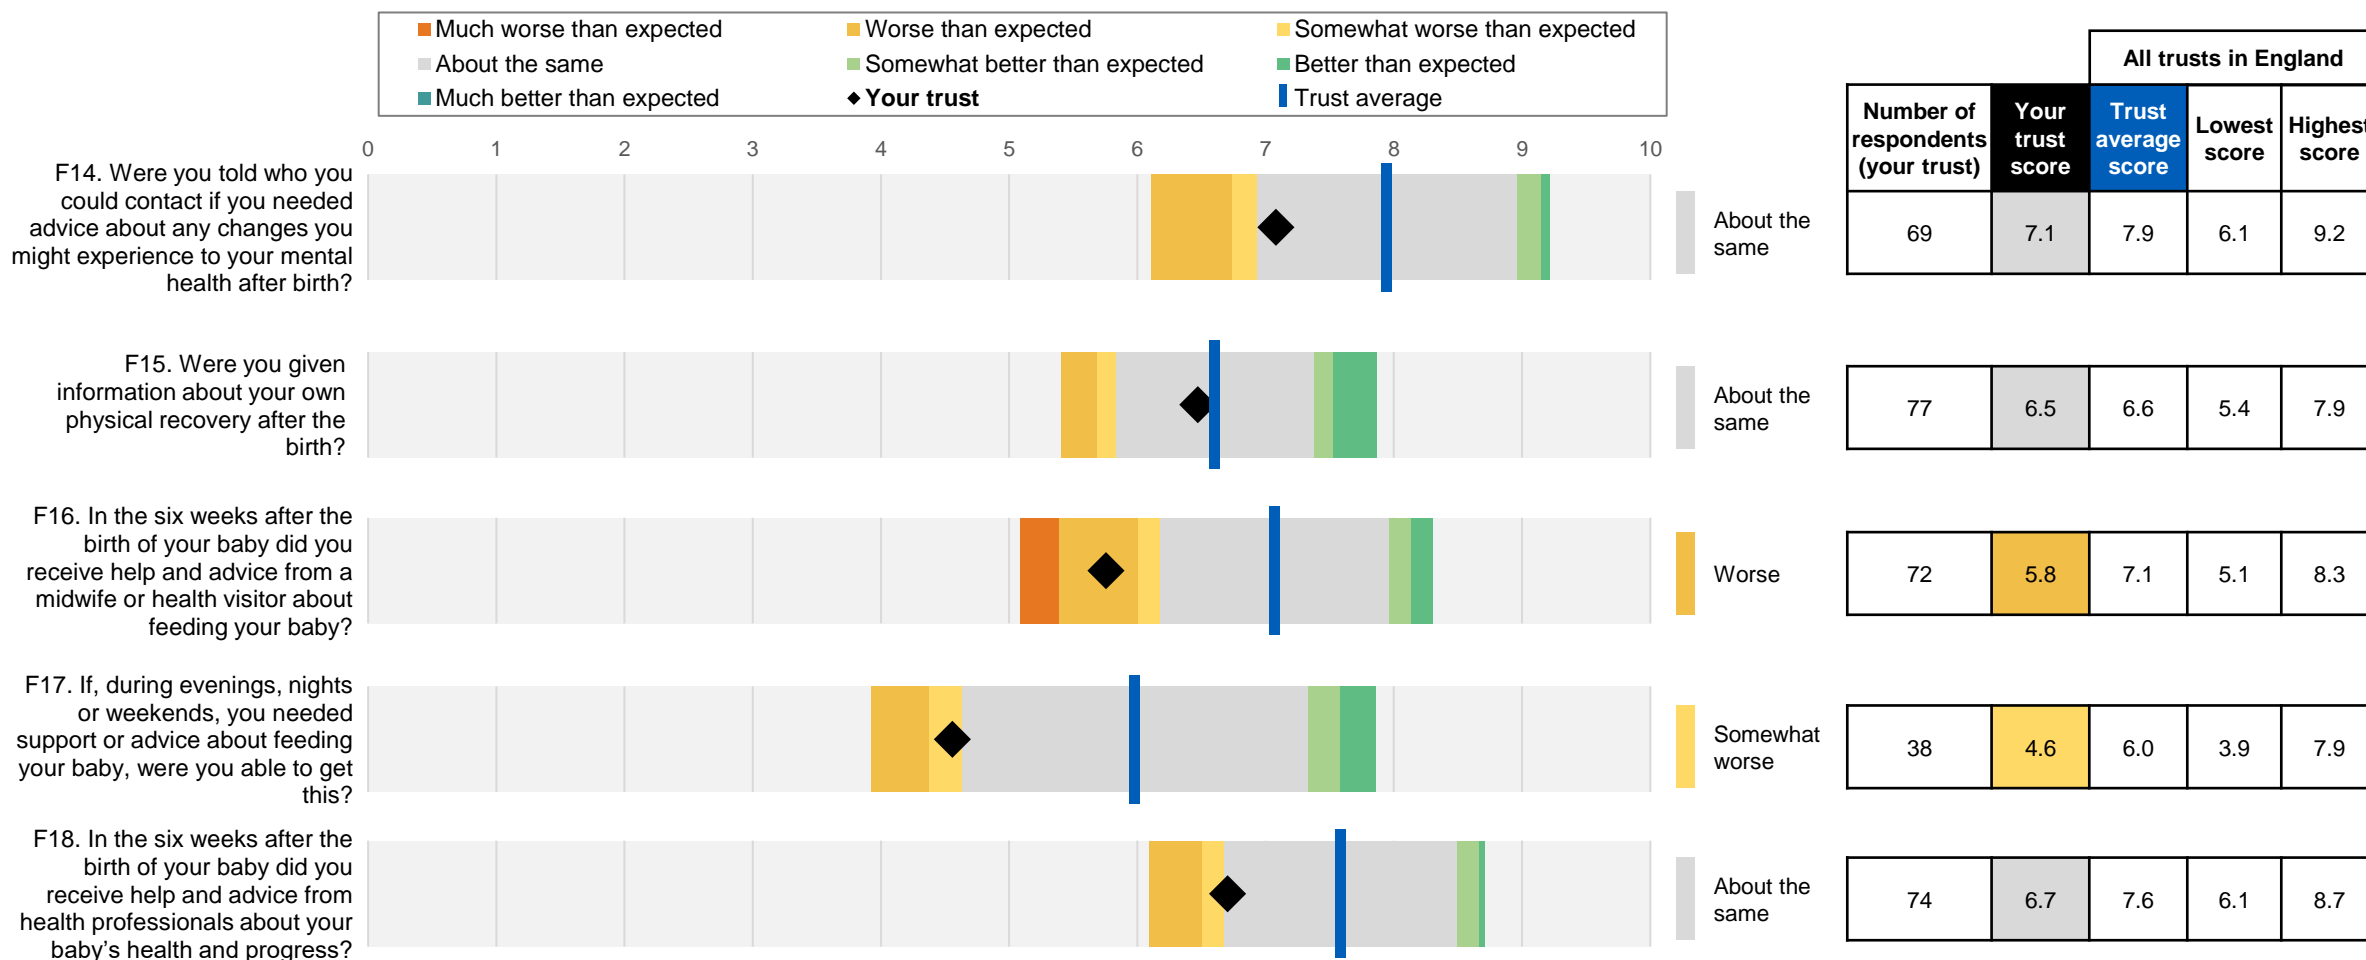 Much worse than expected
Worse than expected
Somewhat worse than expected
About the same
Somewhat better than expected
Better than expected
Much better than expected
Your trust
Trust average
All trusts in England
Number of
respondents
(your trust)
Your
trust
score
Trust
average
score
Lowest
score
Highest
score
0 1 2 3 4 5 6 7 8 9 10
F14. Were you told who you
could contact if you needed
advice about any changes you
might experience to your mental
health after birth?
About the
same
69 7.1 7.9 6.1 9.2
F15. Were you given
information about your own
physical recovery after the
birth?
About the
same
77 6.5 6.6 5.4 7.9
F16. In the six weeks after the
birth of your baby did you
receive help and advice from a
midwife or health visitor about
feeding your baby?
Worse
72 5.8 7.1 5.1 8.3
F17. If, during evenings, nights
or weekends, you needed
support or advice about feeding
your baby, were you able to get
this?
Somewhat
worse
38 4.6 6.0 3.9 7.9
F18. In the six weeks after the
birth of your baby did you
receive help and advice from
health professionals about your
baby’s health and progress?
About the
same
74 6.7 7.6 6.1 8.7